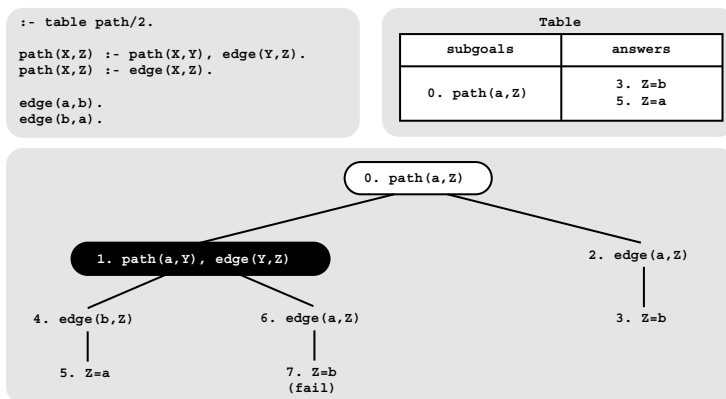 :- table path/2.
path(X,Z) :- path(X,Y), edge(Y,Z).
path(X,Z) :- edge(X,Z).
edge(a,b).
edge(b,a).
Table
subgoals answers
0. path(a,Z)
3. Z=b
5. Z=a
0. path(a,Z)
1. path(a,Y), edge(Y,Z)
2. edge(a,Z)
4. edge(b,Z)
6. edge(a,Z)
3. Z=b
5. Z=a
7. Z=b
(fail)